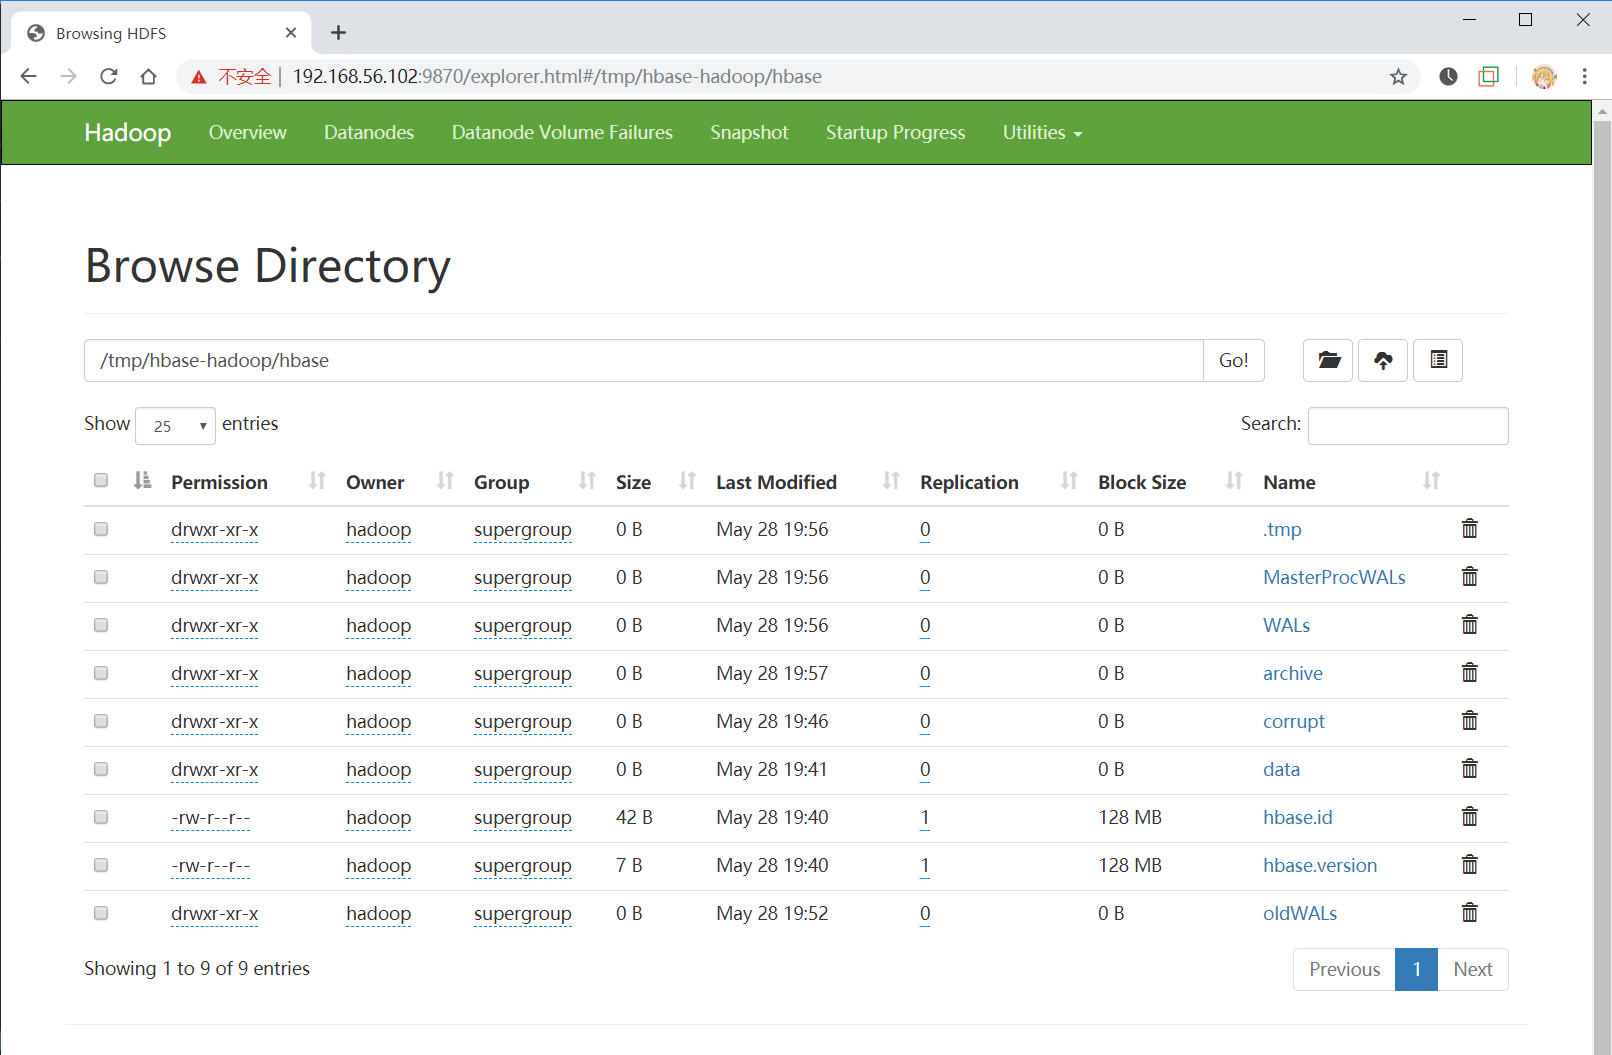 Browsing HDFS
不安全 | 192.168.56.102:9870/explorer.html#/tmp/hbase-hadoop/hbase
Hadoop Overview Datanodes Datanode Volume Failures Snapshot Startup Progress Utilities
Browse Directory
/tmp/hbase-hadoop/hbase Go!
Show 25 entries Search:
Permission Owner Group Size Last Modified Replication Block Size Name
drwxr-xr-x hadoop supergroup 0 B May 28 19:56 0 0 B .tmp
drwxr-xr-x hadoop supergroup 0 B May 28 19:56 0 0 B MasterProcWALs
drwxr-xr-x hadoop supergroup 0 B May 28 19:56 0 0 B WALs
drwxr-xr-x hadoop supergroup 0 B May 28 19:57 0 0 B archive
drwxr-xr-x hadoop supergroup 0 B May 28 19:46 0 0 B corrupt
drwxr-xr-x hadoop supergroup 0 B May 28 19:41 0 0 B data
-rw-r--r-- hadoop supergroup 42 B May 28 19:40 1 128 MB hbase.id
-rw-r--r-- hadoop supergroup 7 B May 28 19:40 1 128 MB hbase.version
drwxr-xr-x hadoop supergroup 0 B May 28 19:52 0 0 B oldWALs
Showing 1 to 9 of 9 entries Previous 1 Next